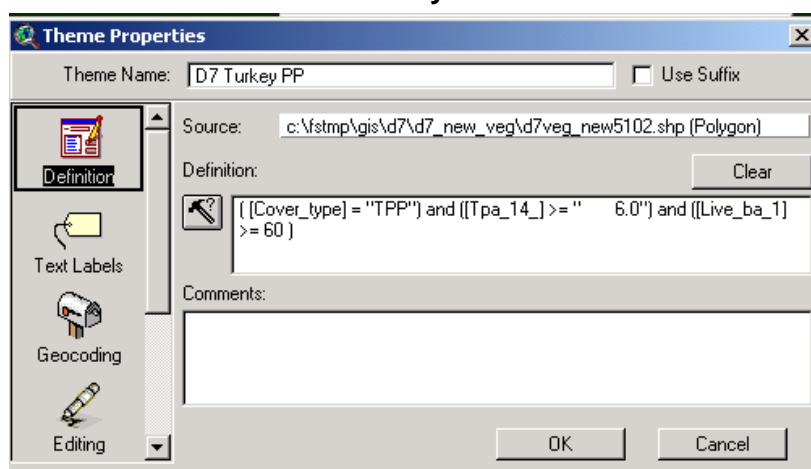 Theme Properties
Theme Name: D7 Turkey PP Use Suffix
Source: c:\fstmp\gis\d7\d7_new_veg\d7veg_new5102.shp (Polygon)
Definition: Clear
( [Cover_type] = "TPP") and ([Tpa_14_] >= "      6.0") and ([Live_ba_1]
>= 60 )
Definition
Text Labels
Geocoding
Editing
Comments:
OK Cancel